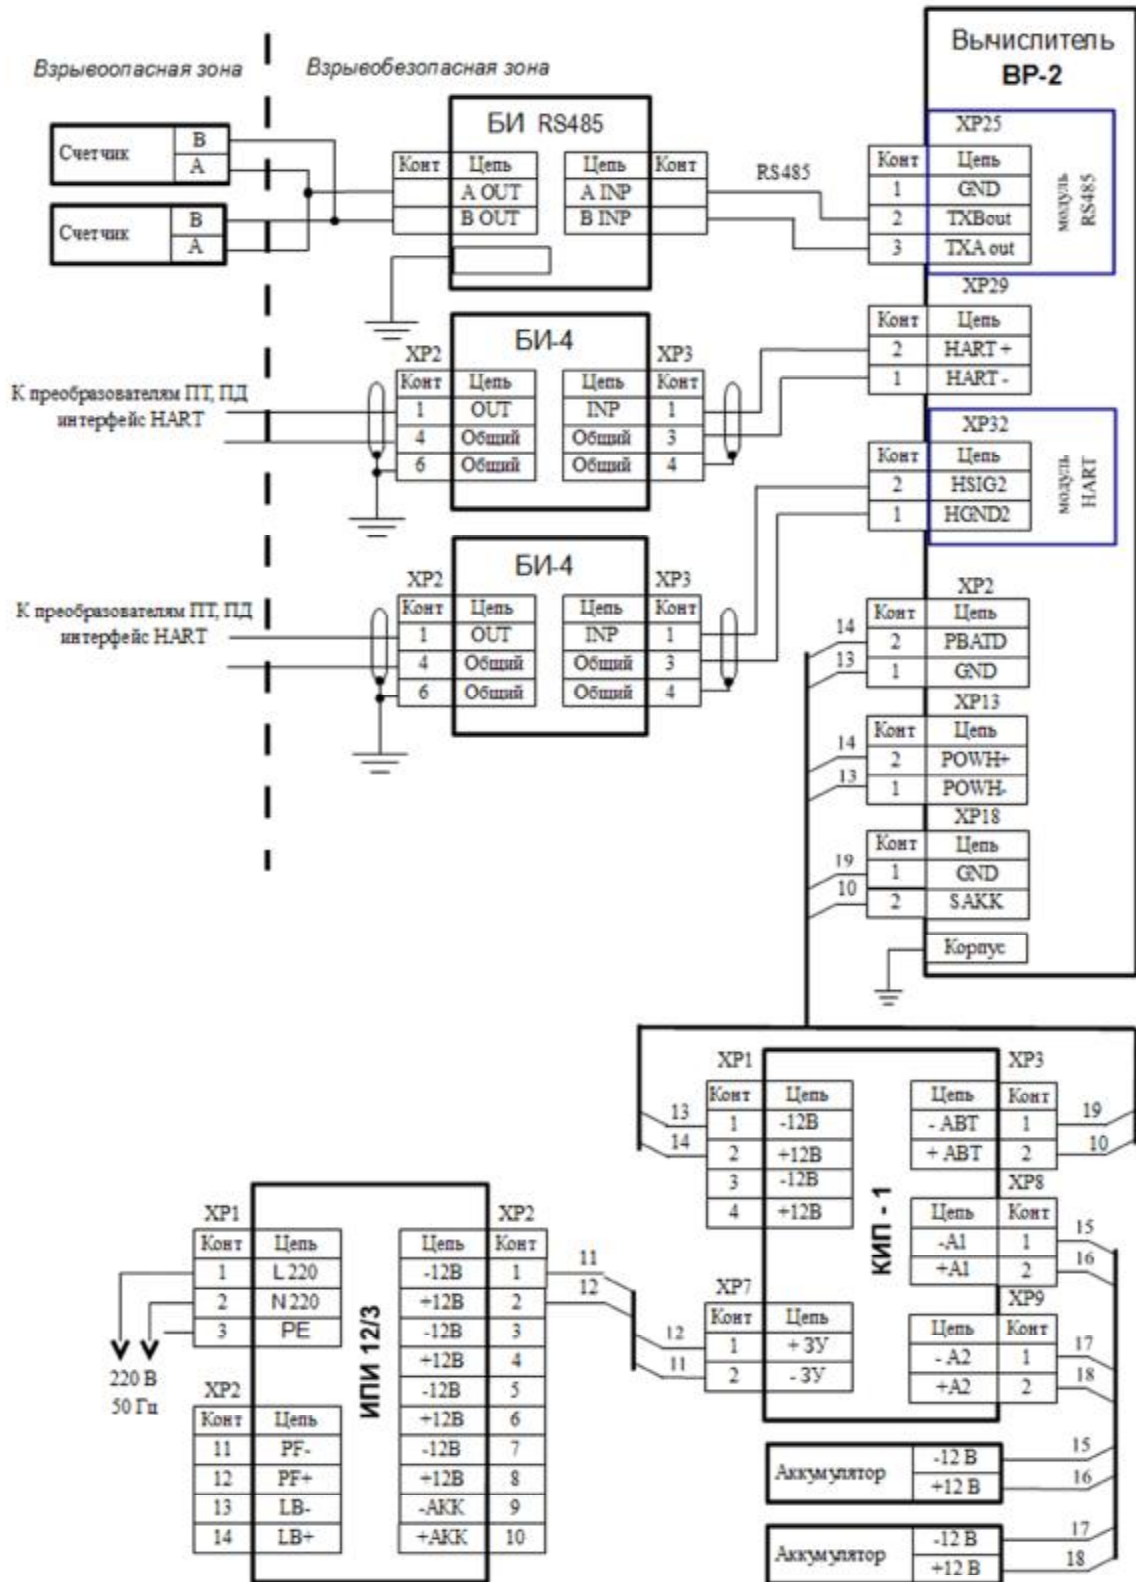 Взрывоопасная зона
Взрывобезопасная зона
Вычислитель
ВР-2
Счетчик
В
А
Счетчик
В
А
БИ RS485
Конт Цепь Цепь Конт
A OUT A INP
B OUT B INP
RS485
XP25
Конт Цепь
1 GND
2 TXBout
3 TXA out
модуль
RS485
XP29
Конт Цепь
2 HART +
1 HART -
К преобразователям ПТ, ПД
интерфейс HART
БИ-4
XP2 XP3
Конт Цепь Цепь Конт
1 OUT INP 1
4 Общий Общий 3
6 Общий Общий 4
XP32
Конт Цепь
2 HSIG2
1 HGND2
модуль
HART
К преобразователям ПТ, ПД
интерфейс HART
БИ-4
XP2 XP3
Конт Цепь Цепь Конт
1 OUT INP 1
4 Общий Общий 3
6 Общий Общий 4
XP2
Конт Цепь
14 2 PBATD
13 1 GND
XP13
Конт Цепь
14 2 POWH+
13 1 POWH-
XP18
Конт Цепь
19 1 GND
10 2 SAKK
Корпус
КИП - 1
XP1
Конт Цепь
13 1 -12В
14 2 +12В
3 -12В
4 +12В
XP3
Цепь Конт
- АВТ 1 19
+ АВТ 2 10
XP8
Цепь Конт
-А1 1 15
+А1 2 16
XP7
Конт Цепь
12 1 + ЗУ
11 2 - ЗУ
XP9
Цепь Конт
- А2 1 17
+А2 2 18
ИПИ 12/3
XP1
Конт Цепь
1 L 220
2 N 220
3 PE
220 В
50 Гц
XP2
Конт Цепь
11 PF-
12 PF+
13 LB-
14 LB+
XP2
Цепь Конт
-12В 1 11
+12В 2 12
-12В 3
+12В 4
-12В 5
+12В 6
-12В 7
+12В 8
-АКК 9
+АКК 10
Аккумулятор
-12 В 15
+12 В 16
Аккумулятор
-12 В 17
+12 В 18